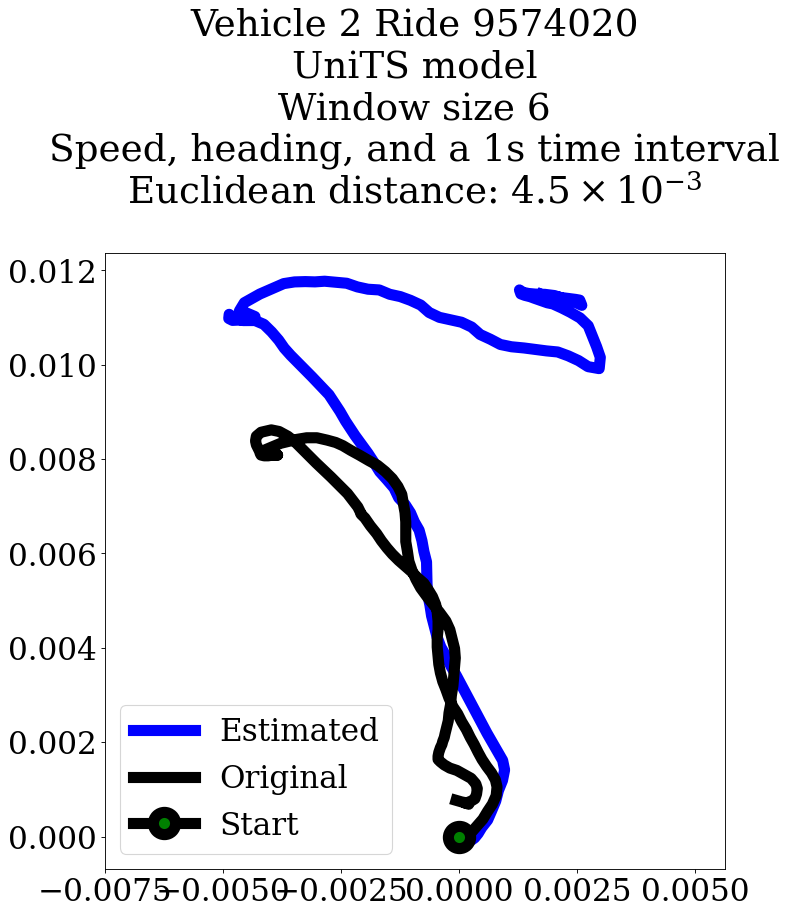 Vehicle 2 Ride 9574020
UniTS model
Window size 6
Speed, heading, and a 1s time interval
Euclidean distance: 4.5 × 10⁻³
0.012
0.010
0.008
0.006
0.004
0.002
0.000
Estimated
Original
Start
−0.0075 −0.0050 −0.0025 0.0000 0.0025 0.0050